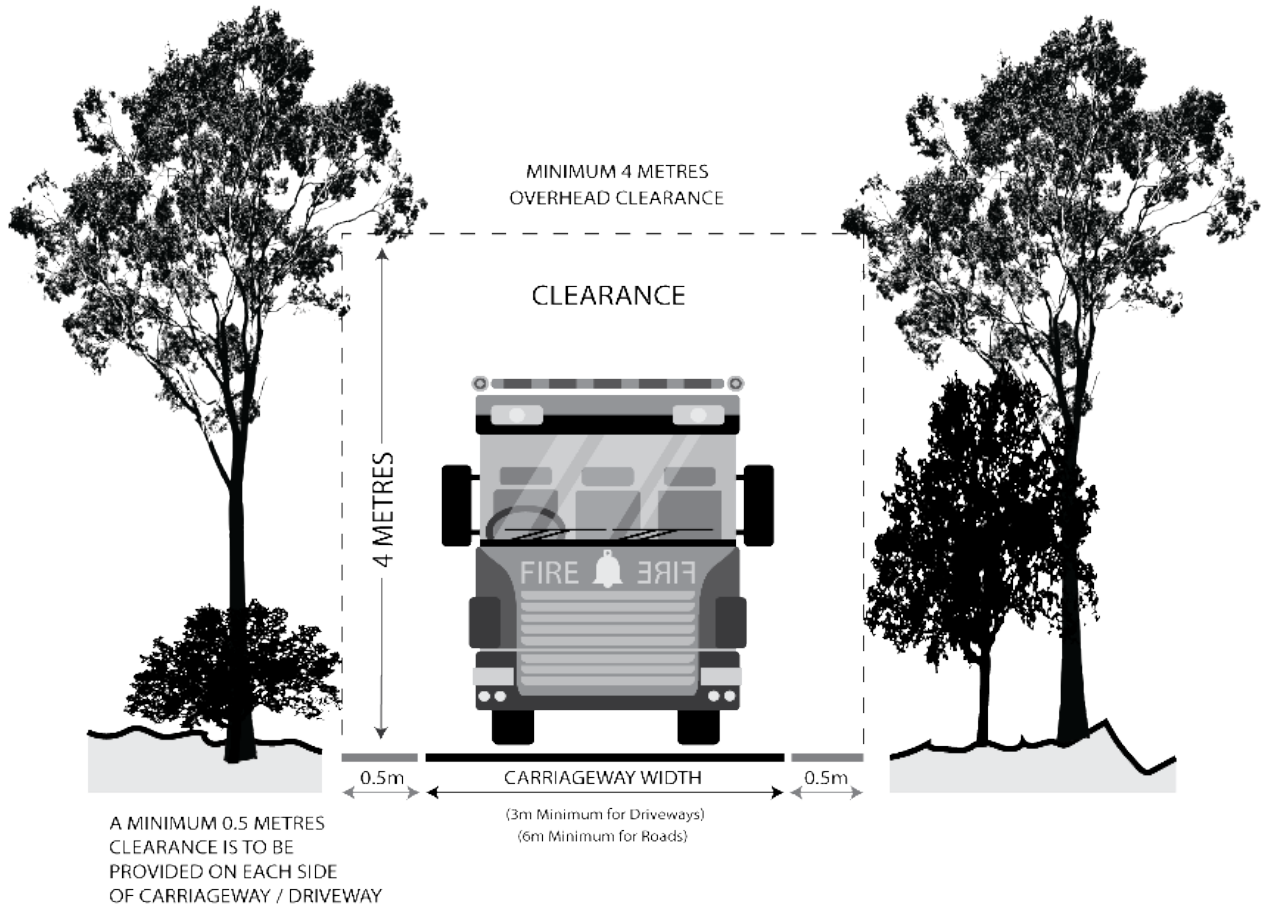 MINIMUM 4 METRES
OVERHEAD CLEARANCE
CLEARANCE
4 METRES
FIRE FIRE
0.5m
CARRIAGEWAY WIDTH
0.5m
(3m Minimum for Driveways)
(6m Minimum for Roads)
A MINIMUM 0.5 METRES
CLEARANCE IS TO BE
PROVIDED ON EACH SIDE
OF CARRIAGEWAY / DRIVEWAY